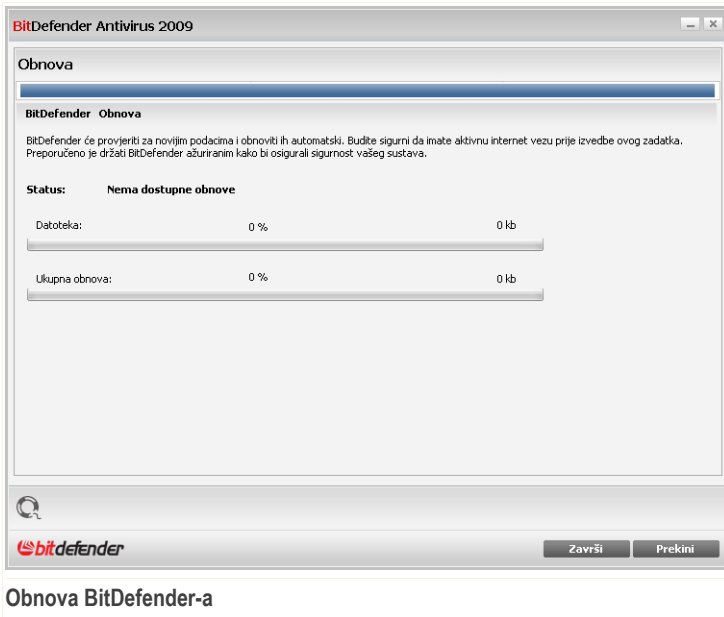 BitDefender Antivirus 2009
Obnova
BitDefender Obnova
BitDefender će provjeriti za novijim podacima i obnoviti ih automatski. Budite sigurni da imate aktivnu internet vezu prije izvedbe ovog zadatka.
Preporučeno je držati BitDefender ažuriranim kako bi osigurali sigurnost vašeg sustava.
Status: Nema dostupne obnove
Datoteka: 0 % 0 kb
Ukupna obnova: 0 % 0 kb
bitdefender Završi Prekini
Obnova BitDefender-a